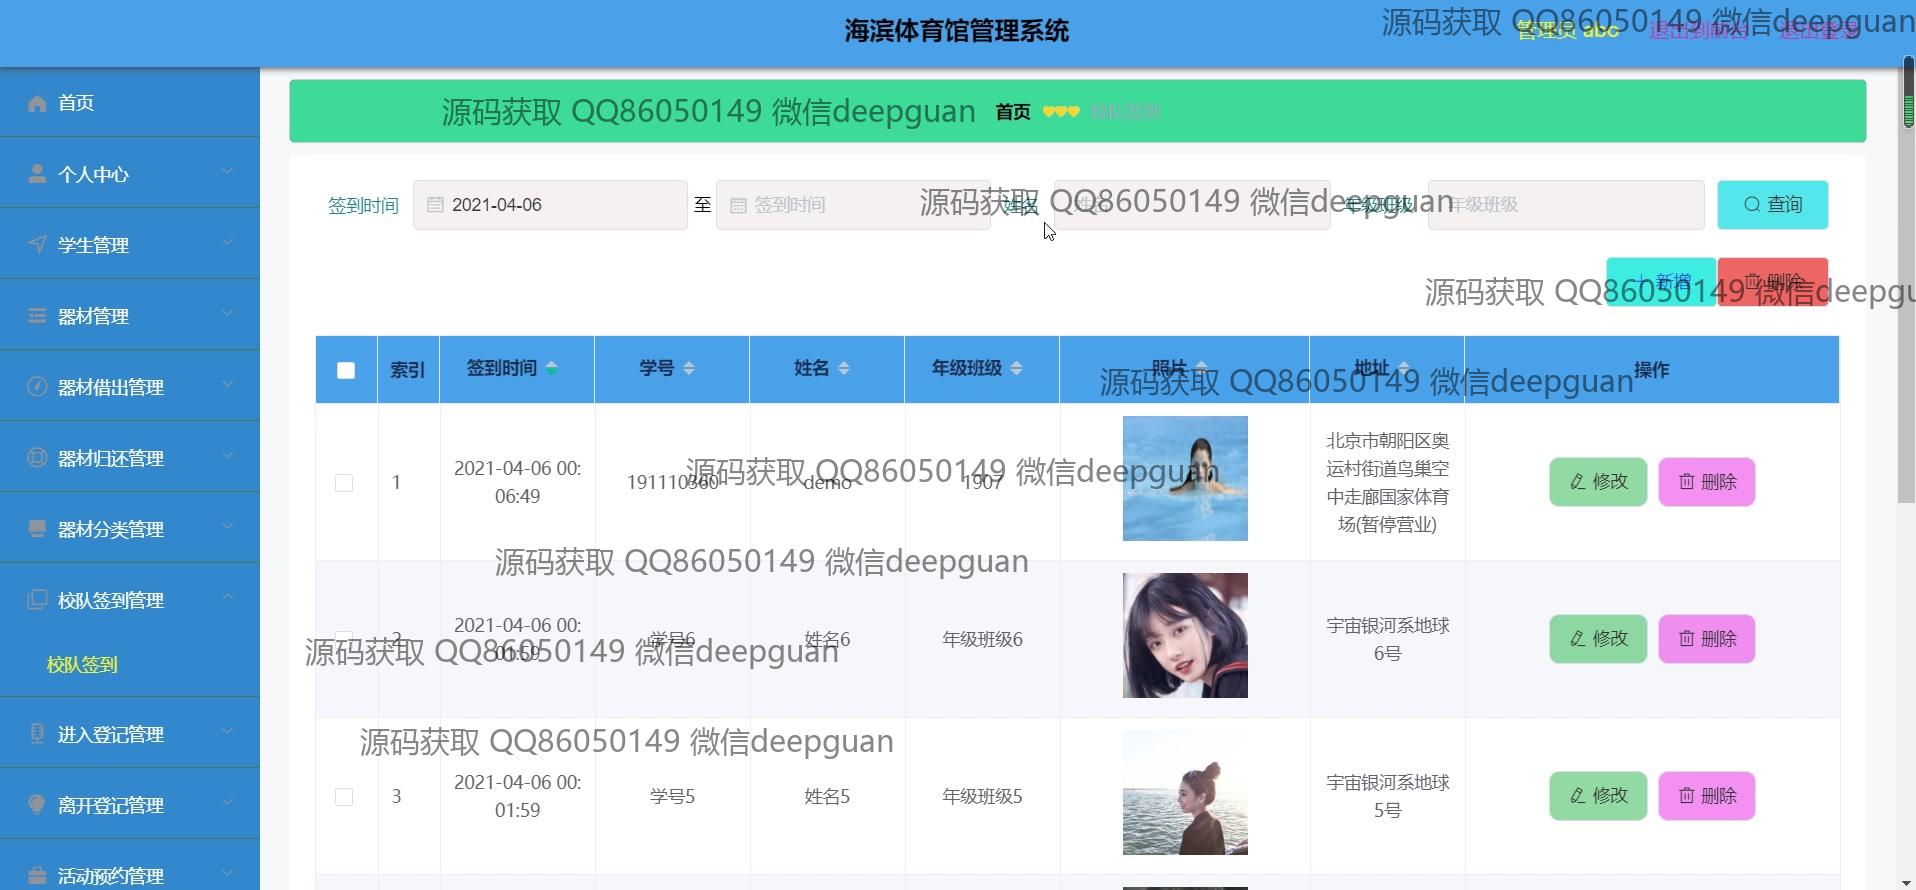 海滨体育馆管理系统
管理员 abc
退出到前台
退出登录
源码获取 QQ86050149 微信deepguan
首页
个人中心
学生管理
器材管理
器材借出管理
器材归还管理
器材分类管理
校队签到管理
校队签到
进入登记管理
离开登记管理
活动预约管理
源码获取 QQ86050149 微信deepguan
首页
校队签到
签到时间
2021-04-06
至
签到时间
姓名
姓名
年级班级
年级班级
查询
源码获取 QQ86050149 微信deepguan
新增
删除
源码获取 QQ86050149 微信deepgu
索引
签到时间
学号
姓名
年级班级
照片
地址
操作
源码获取 QQ86050149 微信deepguan
1
2021-04-06 00:
06:49
191110360
demo
1907
北京市朝阳区奥
运村街道鸟巢空
中走廊国家体育
场(暂停营业)
修改
删除
源码获取 QQ86050149 微信deepguan
源码获取 QQ86050149 微信deepguan
2
2021-04-06 00:
01:59
学号6
姓名6
年级班级6
宇宙银河系地球
6号
修改
删除
源码获取 QQ86050149 微信deepguan
源码获取 QQ86050149 微信deepguan
3
2021-04-06 00:
01:59
学号5
姓名5
年级班级5
宇宙银河系地球
5号
修改
删除